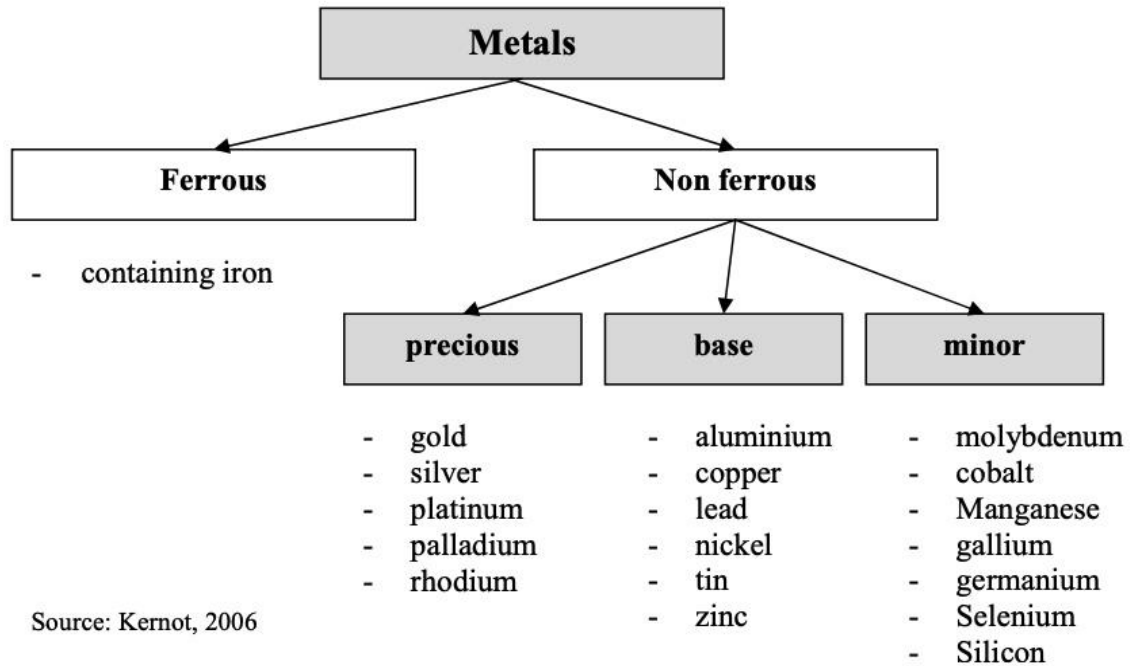 Metals
Ferrous
Non ferrous
- containing iron
precious
base
minor
- gold
- silver
- platinum
- palladium
- rhodium
- aluminium
- copper
- lead
- nickel
- tin
- zinc
- molybdenum
- cobalt
- Manganese
- gallium
- germanium
- Selenium
- Silicon
Source: Kernot, 2006